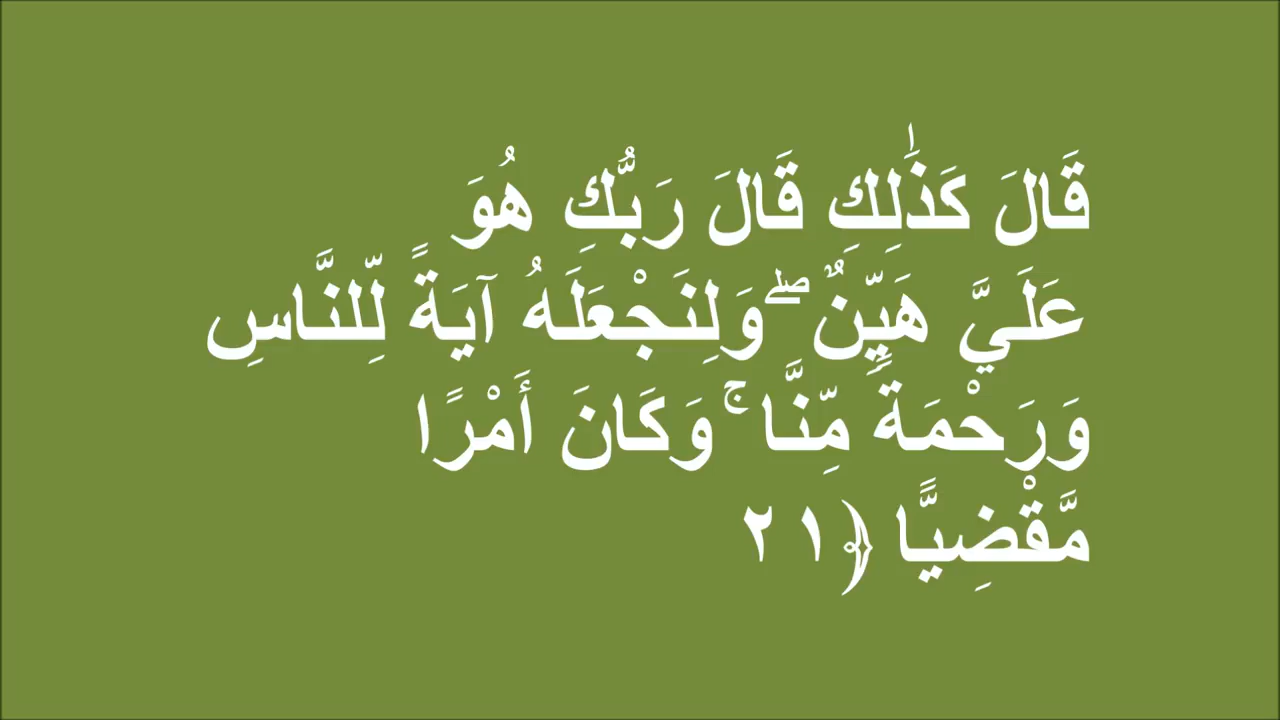 قَالَ كَذَٰلِكِ قَالَ رَبُّكِ هُوَ
عَلَيَّ هَيِّنٌ ۖ وَلِنَجْعَلَهُ آيَةً لِّلنَّاسِ
وَرَحْمَةً مِّنَّا ۚ وَكَانَ أَمْرًا
مَّقْضِيًّا ﴿٢١